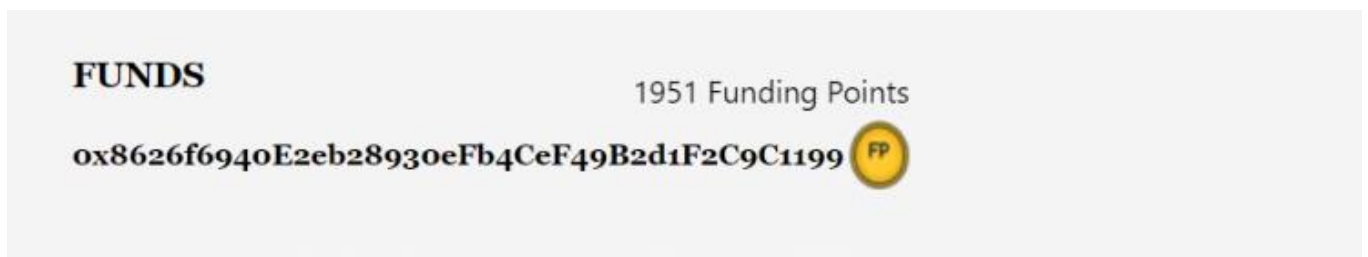 FUNDS
1951 Funding Points
0x8626f6940E2eb28930eFb4CeF49B2d1F2C9C1199
FP